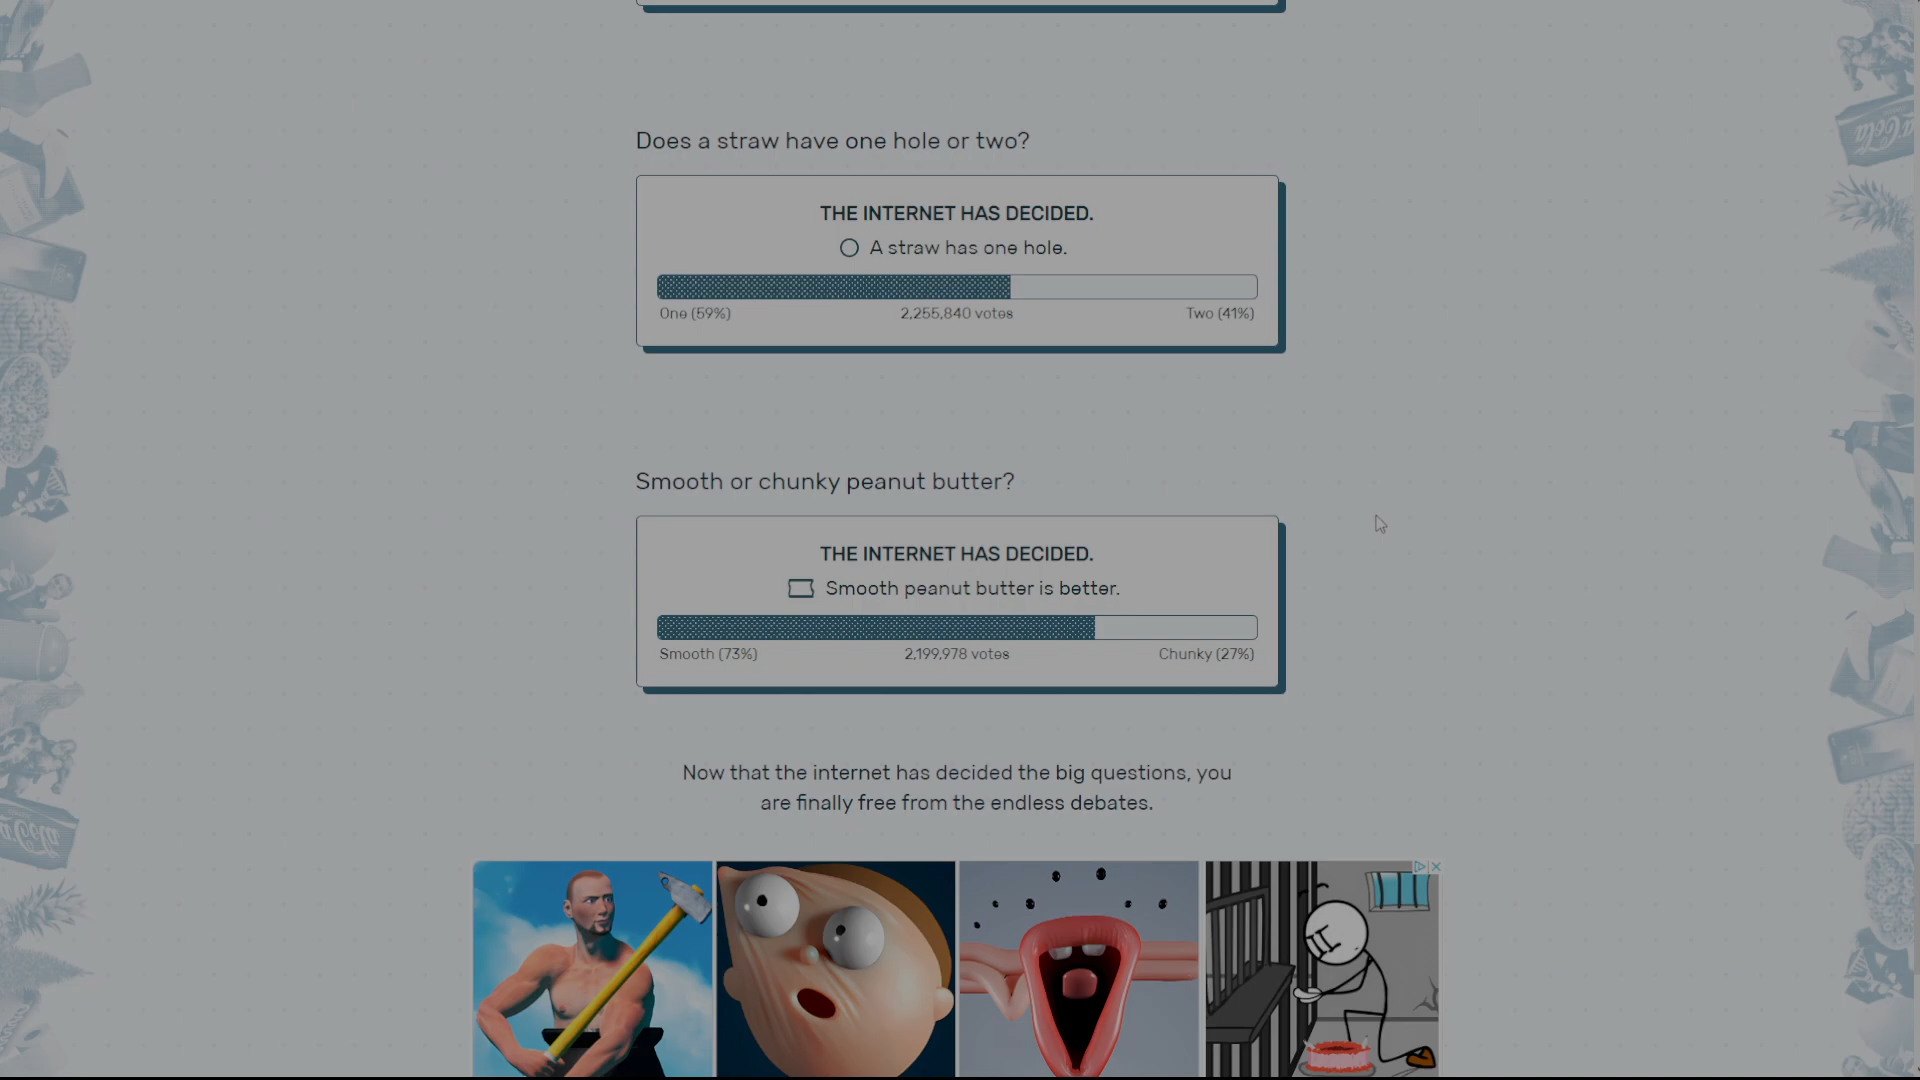 Does a straw have one hole or two?
THE INTERNET HAS DECIDED.
A straw has one hole.
One (59%) 2,255,840 votes Two (41%)
Smooth or chunky peanut butter?
THE INTERNET HAS DECIDED.
Smooth peanut butter is better.
Smooth (73%) 2,199,978 votes Chunky (27%)
Now that the internet has decided the big questions, you
are finally free from the endless debates.